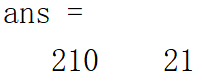 ans =
210 21